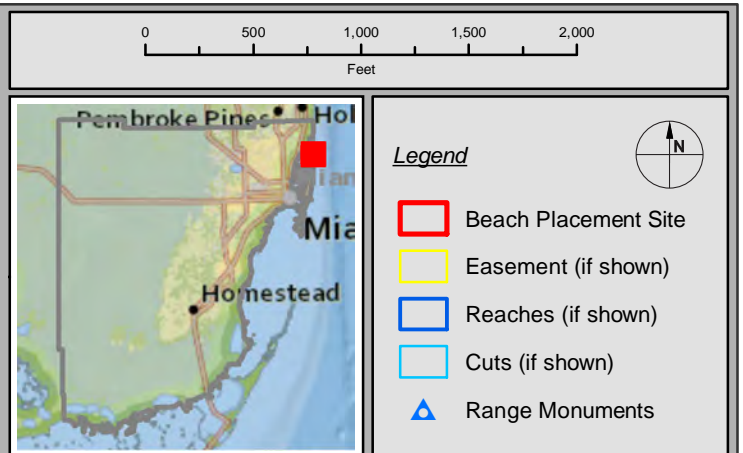 0 500 1,000 1,500 2,000
Feet
Pembroke Pines Hol
Mia
Homestead
Legend
N
Beach Placement Site
Easement (if shown)
Reaches (if shown)
Cuts (if shown)
Range Monuments